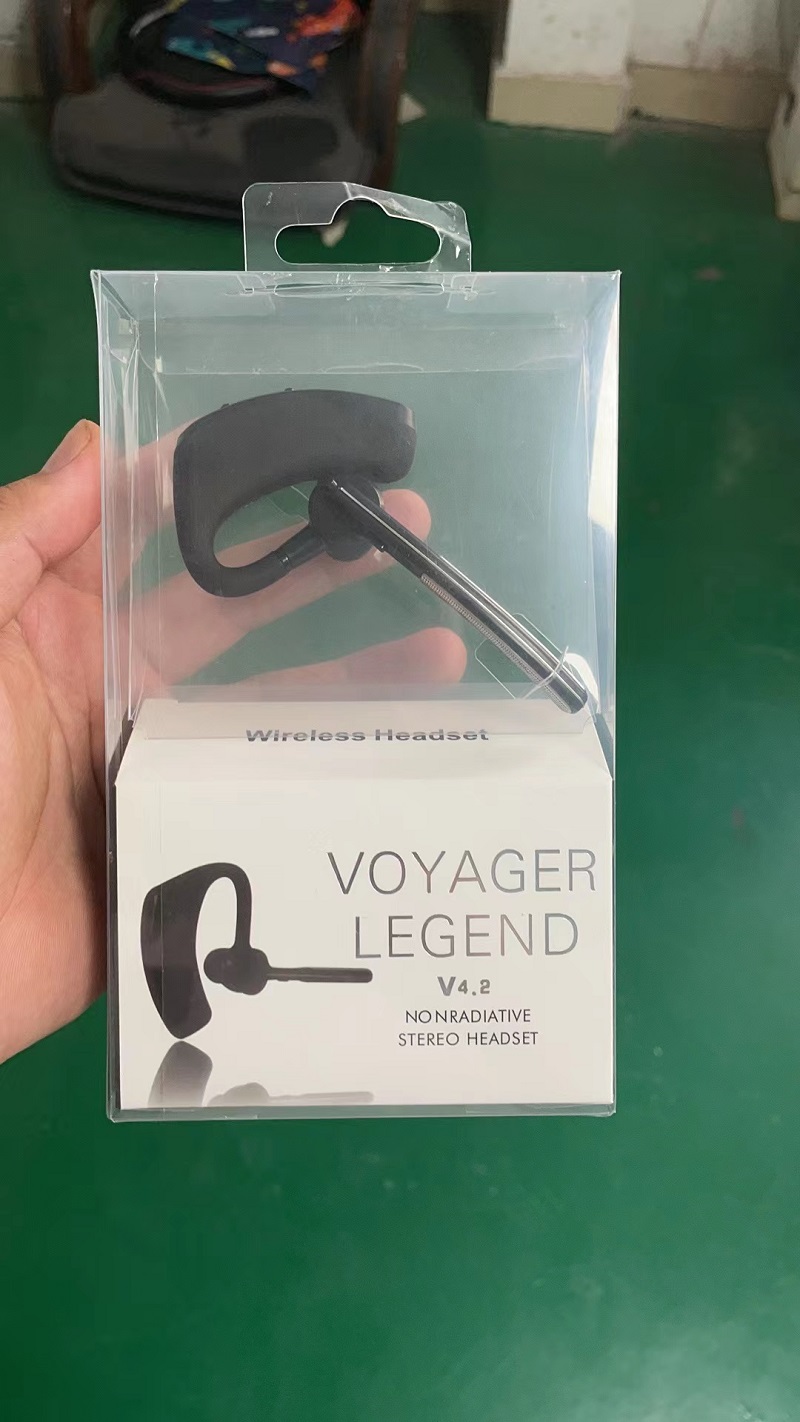 Wireless Headset
VOYAGER
LEGEND
V4.2
NONRADIATIVE
STEREO HEADSET